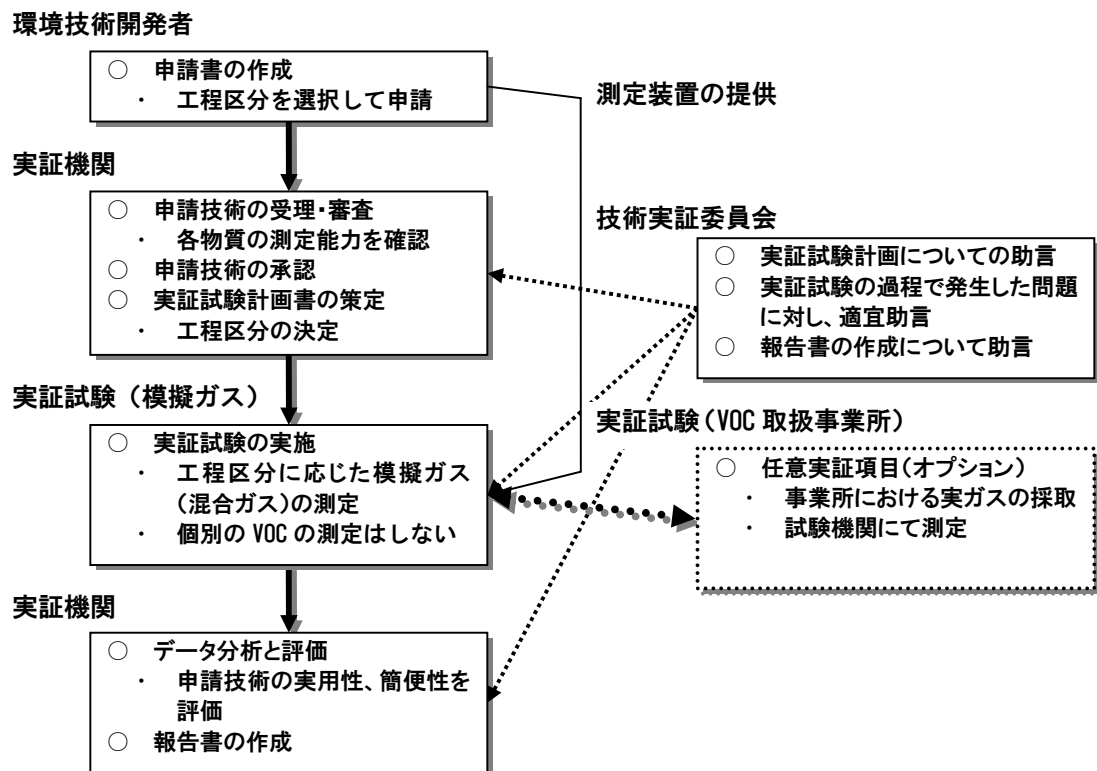 環境技術開発者
○ 申請書の作成
・ 工程区分を選択して申請
測定装置の提供
実証機関
○ 申請技術の受理・審査
・ 各物質の測定能力を確認
○ 申請技術の承認
○ 実証試験計画書の策定
・ 工程区分の決定
技術実証委員会
○ 実証試験計画についての助言
○ 実証試験の過程で発生した問題
に対し、適宜助言
○ 報告書の作成について助言
実証試験（模擬ガス）
○ 実証試験の実施
・ 工程区分に応じた模擬ガス
（混合ガス）の測定
・ 個別の VOC の測定はしない
実証試験（VOC 取扱事業所）
○ 任意実証項目（オプション）
・ 事業所における実ガスの採取
・ 試験機関にて測定
実証機関
○ データ分析と評価
・ 申請技術の実用性、簡便性を
評価
○ 報告書の作成